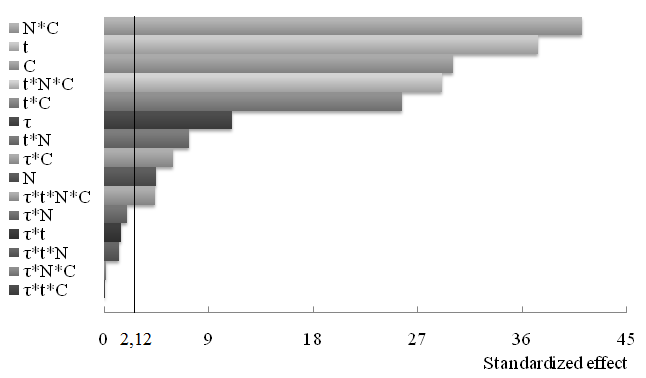 N*C
t
C
t*N*C
t*C
τ
t*N
τ*C
N
τ*t*N*C
τ*N
τ*t
τ*t*N
τ*N*C
τ*t*C
0 2,12 9 18 27 36 45
Standardized effect